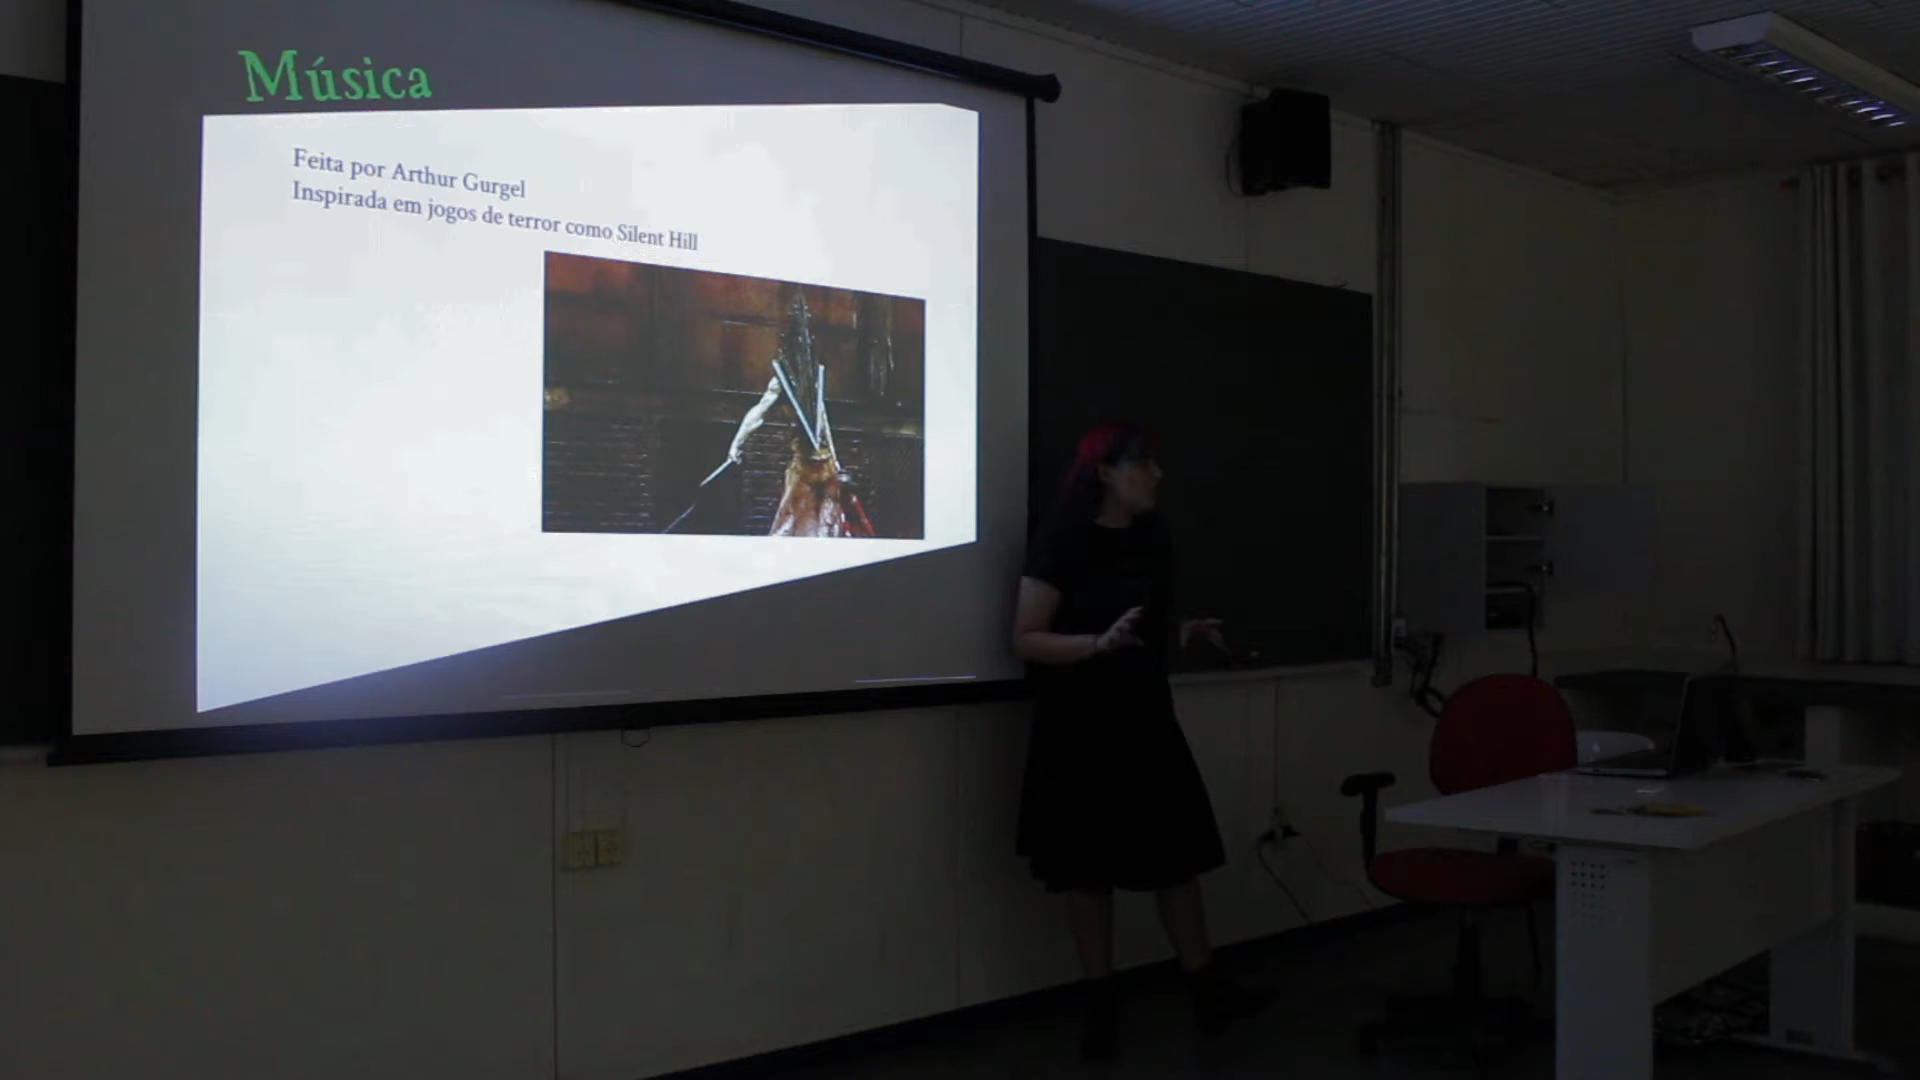 Música
Feita por Arthur Gurgel
Inspirada em jogos de terror como Silent Hill